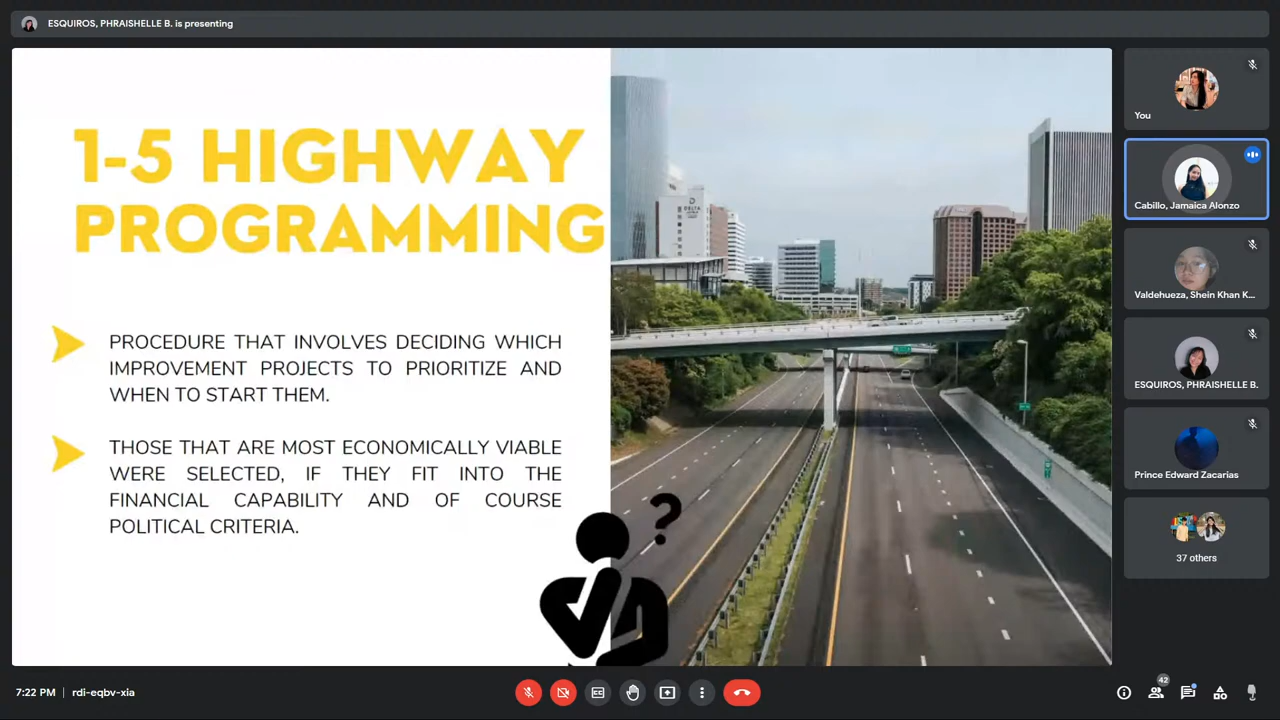 ESQUIROS, PHRAISHELLE B. is presenting
1-5 HIGHWAY
PROGRAMMING
PROCEDURE THAT INVOLVES DECIDING WHICH
IMPROVEMENT PROJECTS TO PRIORITIZE AND
WHEN TO START THEM.
THOSE THAT ARE MOST ECONOMICALLY VIABLE
WERE SELECTED, IF THEY FIT INTO THE
FINANCIAL CAPABILITY AND OF COURSE
POLITICAL CRITERIA.
?
DELTA
You
Cabillo, Jamaica Alonzo
Valdehueza, Shein Khan K...
ESQUIROS, PHRAISHELLE B.
Prince Edward Zacarias
37 others
7:22 PM | rdi-eqbv-xia
CC
42